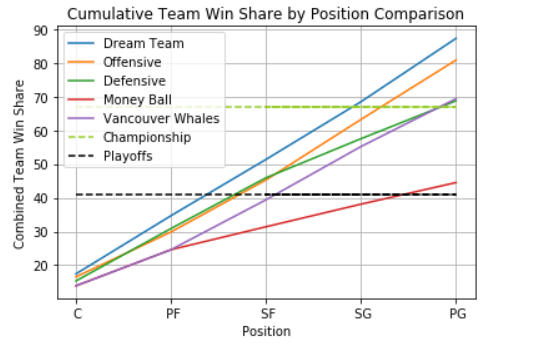 Cumulative Team Win Share by Position Comparison
90
80
70
60
50
40
30
20
Combined Team Win Share
Dream Team
Offensive
Defensive
Money Ball
Vancouver Whales
Championship
Playoffs
C PF SF SG PG
Position